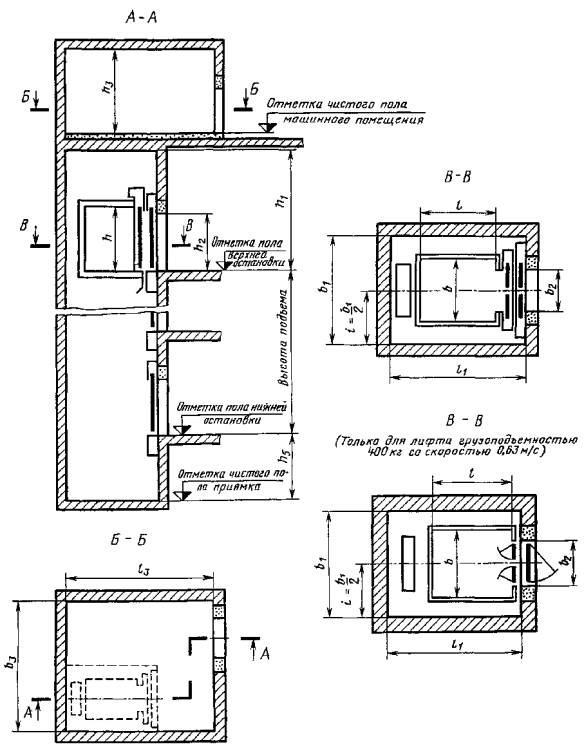 А-А
h₃
Б
Б
Отметка чистого пола
машинного помещения
h
h₂
h₁
В
В
Отметка пола
верхней
остановки
Высота подъема
Отметка пола нижней
остановки
h₅
Отметка чистого по-
ла приямка
Б-Б
l₃
b₃
А
А
В-В
l
b₁
i = b₁/2
b
b₂
l₁
В-В
(Только для лифта грузоподъемностью
400 кг со скоростью 0,63 м/с)
l
b₁
i = b₁/2
b
b₂
l₁